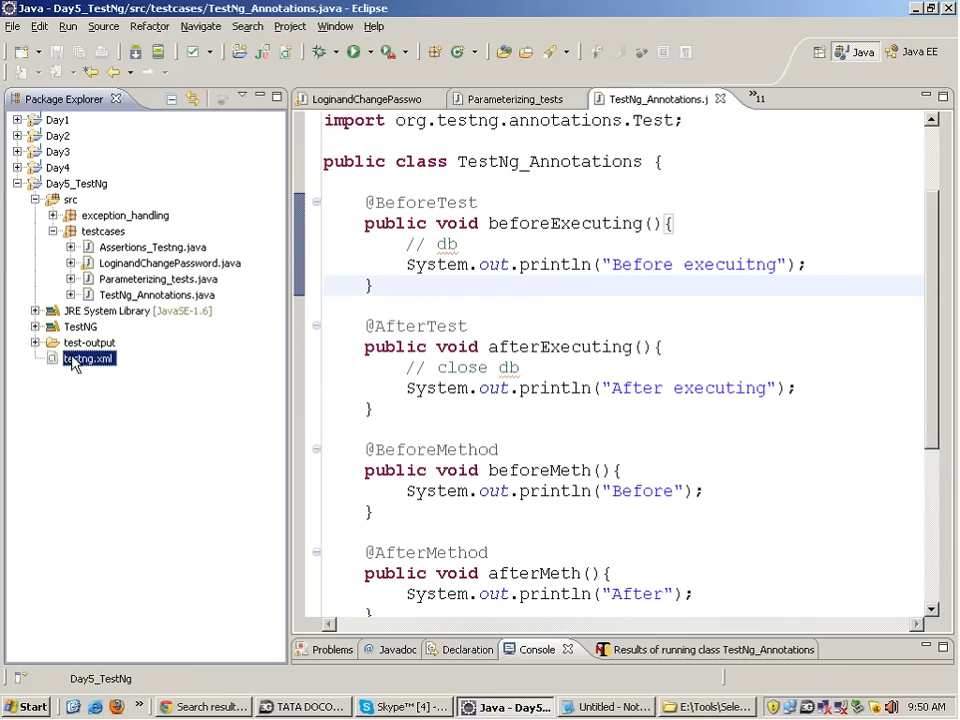 Java - Day5_TestNg/src/testcases/TestNg_Annotations.java - Eclipse
File Edit Run Source Refactor Navigate Search Project Window Help
Java Java EE
Package Explorer
Day1
Day2
Day3
Day4
Day5_TestNg
src
exception_handling
testcases
Assertions_Testng.java
LoginandChangePassword.java
Parameterizing_tests.java
TestNg_Annotations.java
JRE System Library [JavaSE-1.6]
TestNG
test-output
testng.xml
LoginandChangePasswo Parameterizing_tests TestNg_Annotations.j »11
import org.testng.annotations.Test;
public class TestNg_Annotations {
@BeforeTest
public void beforeExecuting(){
// db
System.out.println("Before execuitng");
}
@AfterTest
public void afterExecuting(){
// close db
System.out.println("After executing");
}
@BeforeMethod
public void beforeMeth(){
System.out.println("Before");
}
@AfterMethod
public void afterMeth(){
System.out.println("After");
}
Problems Javadoc Declaration Console Results of running class TestNg_Annotations
Day5_TestNg
Start » Search result... TATA DOCO... Skype™ [4] -... Java - Day5... Untitled - Not... E:\Tools\Sele... 9:50 AM